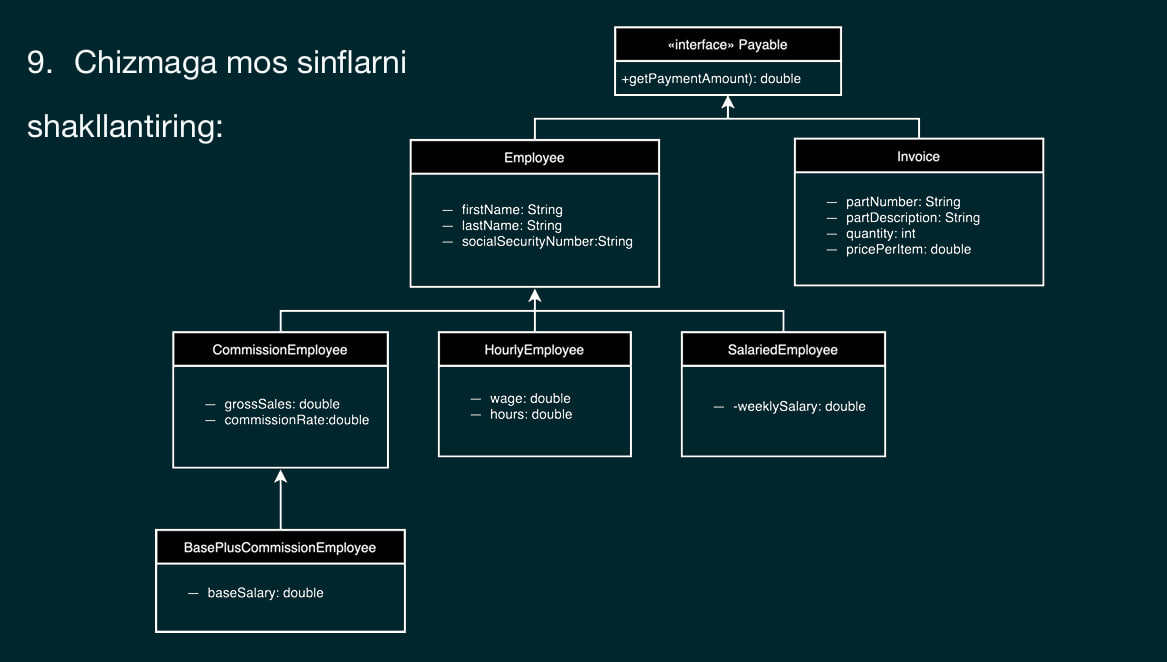 9. Chizmaga mos sinflarni
shakllantiring:
«interface» Payable
+getPaymentAmount): double
Employee
— firstName: String
— lastName: String
— socialSecurityNumber:String
Invoice
— partNumber: String
— partDescription: String
— quantity: int
— pricePerItem: double
CommissionEmployee
— grossSales: double
— commissionRate:double
HourlyEmployee
— wage: double
— hours: double
SalariedEmployee
— -weeklySalary: double
BasePlusCommissionEmployee
— baseSalary: double